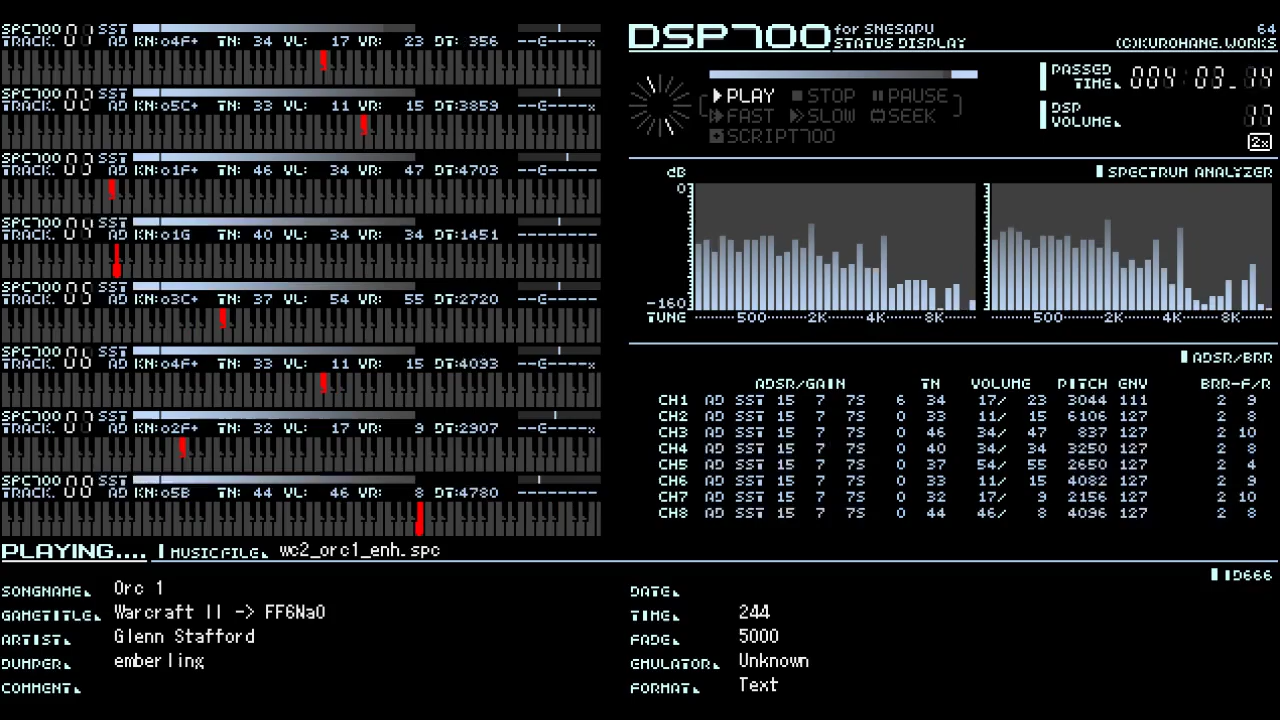 SPC700 SST
TRACK. 01 AD KN:o4F+ TN: 34 VL: 17 VR: 23 DT: 356 --G----x
SPC700 SST
TRACK. AD KN:o5C+ TN: 33 VL: 11 VR: 15 DT:3859 --G----x
SPC700 SST
TRACK. AD KN:o1F+ TN: 46 VL: 34 VR: 47 DT:4703 --G----x
SPC700 SST
TRACK. 04 AD KN:o1G TN: 40 VL: 34 VR: 34 DT:1451 --------
SPC700 SST
TRACK. AD KN:o3C+ TN: 37 VL: 54 VR: 55 DT:2720 --G----x
SPC700 SST
TRACK. AD KN:o4F+ TN: 33 VL: 11 VR: 15 DT:4093 --G----x
SPC700 SST
TRACK. AD KN:o2F+ TN: 32 VL: 17 VR: 9 DT:2907 --G----x
SPC700 SST
TRACK. AD KN:o5B TN: 44 VL: 46 VR: 8 DT:4780 --------
DSP700 for SNESAPU 64
STATUS DISPLAY (C)KUROHANE.WORKS
PLAY STOP PAUSE
FAST SLOW SEEK
SCRIPT700
PASSED
TIME. 004:03.14
DSP
VOLUME. 17
2x
dB SPECTRUM ANALYZER
0
-160
TUNE 500 2K 4K 8K 500 2K 4K 8K
ADSR/BRR
ADSR/GAIN TN VOLUME PITCH ENV BRR-F/R
CH1 AD SST 15 7 7S 6 34 17/ 23 3044 111 2 9
CH2 AD SST 15 7 7S 0 33 11/ 15 6106 127 2 8
CH3 AD SST 15 7 7S 0 46 34/ 47 837 127 2 10
CH4 AD SST 15 7 7S 0 40 34/ 34 3250 127 2 8
CH5 AD SST 15 7 7S 0 37 54/ 55 2650 127 2 4
CH6 AD SST 15 7 7S 0 33 11/ 15 4082 127 2 9
CH7 AD SST 15 7 7S 0 32 17/ 9 2156 127 2 10
CH8 AD SST 15 7 7S 0 44 46/ 8 4096 127 2 8
PLAYING.... MUSICFILE. wc2_orc1_enh.spc
ID666
SONGNAME. Orc 1
GAMETITLE. Warcraft II -> FF6NaO
ARTIST. Glenn Stafford
DUMPER. emberling
COMMENT.
DATE.
TIME. 244
FADE. 5000
EMULATOR. Unknown
FORMAT. Text